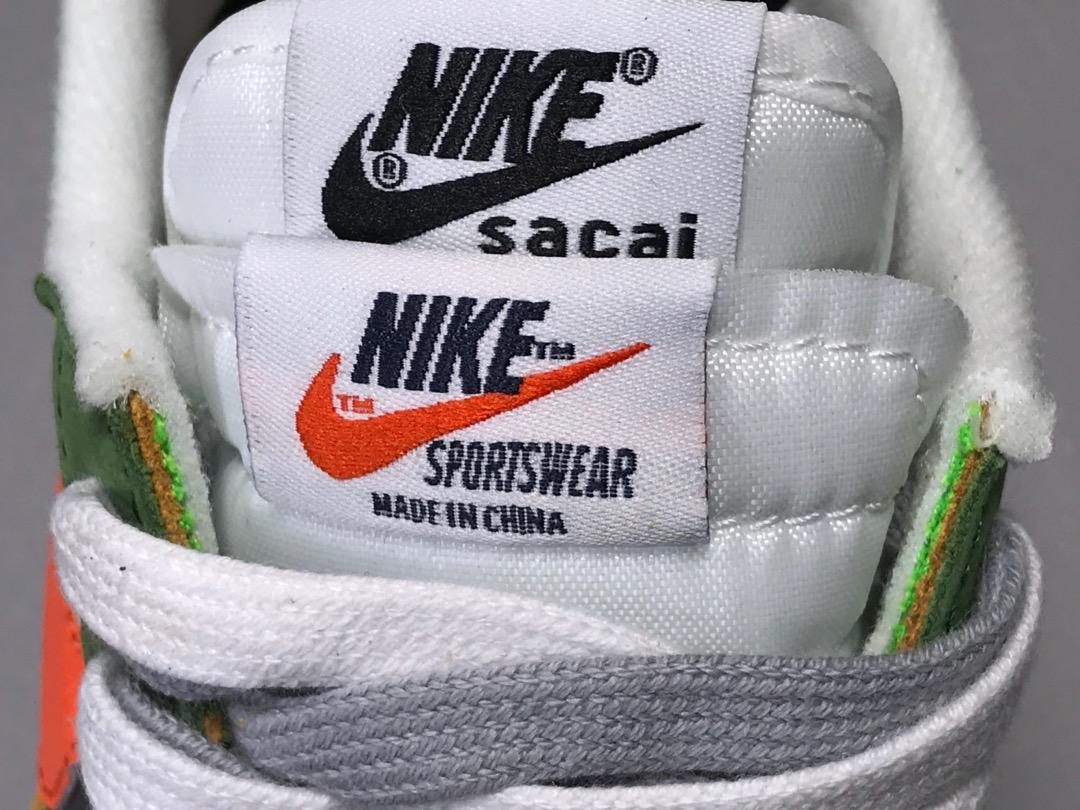 NIKE®
®
sacai
NIKE™
™
SPORTSWEAR
MADE IN CHINA